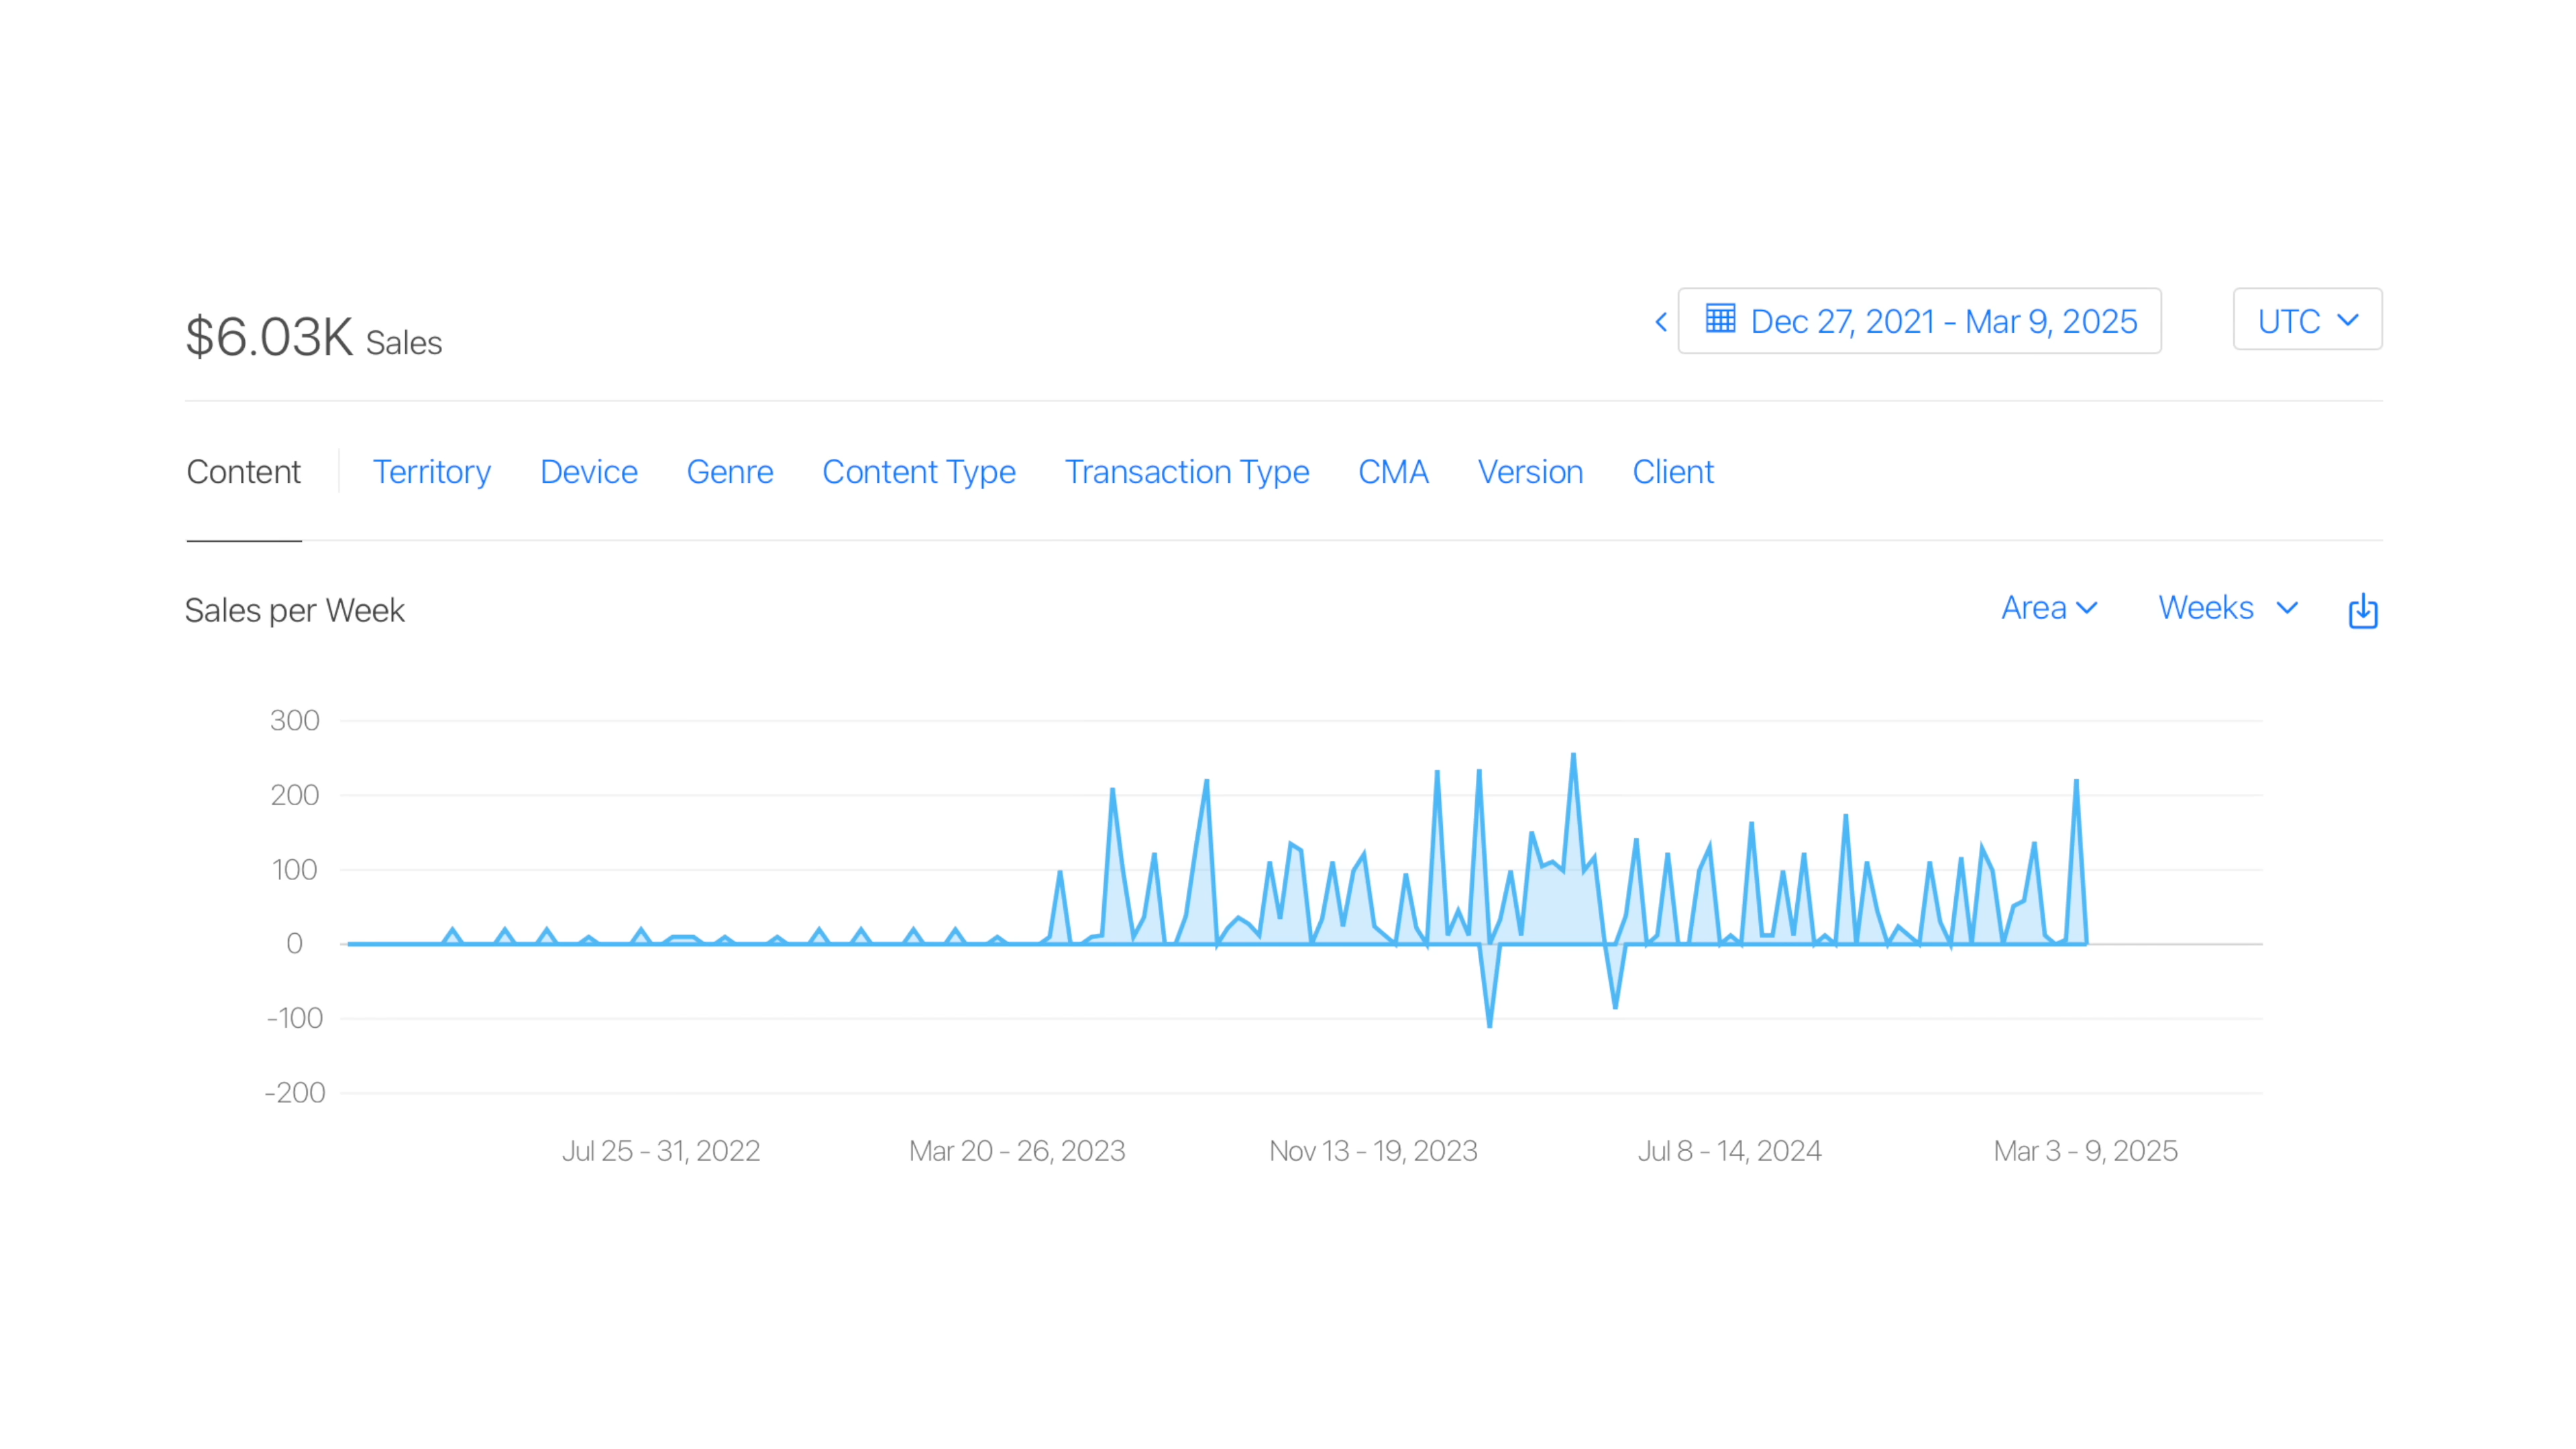 $6.03K Sales
Dec 27, 2021 - Mar 9, 2025
UTC
Content
Territory
Device
Genre
Content Type
Transaction Type
CMA
Version
Client
Sales per Week
Area
Weeks
300
200
100
0
-100
-200
Jul 25 - 31, 2022
Mar 20 - 26, 2023
Nov 13 - 19, 2023
Jul 8 - 14, 2024
Mar 3 - 9, 2025